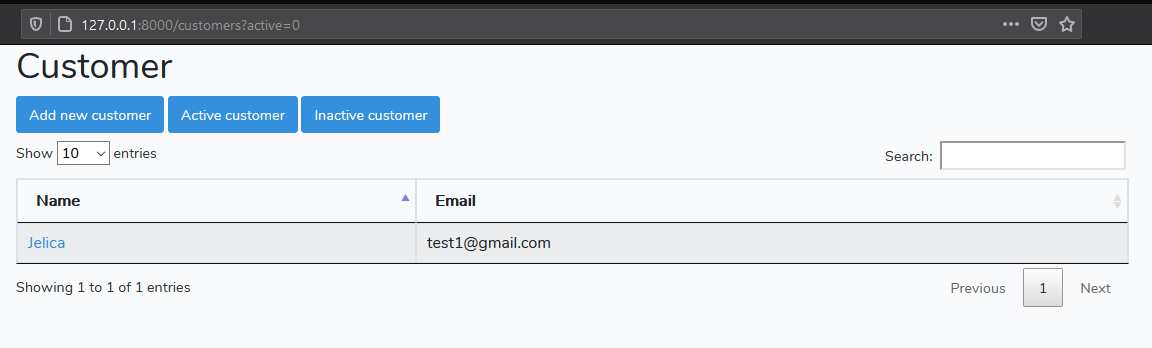 127.0.0.1:8000/customers?active=0
Customer
Add new customer Active customer Inactive customer
Show 10 entries Search:
Name Email
Jelica test1@gmail.com
Showing 1 to 1 of 1 entries Previous 1 Next